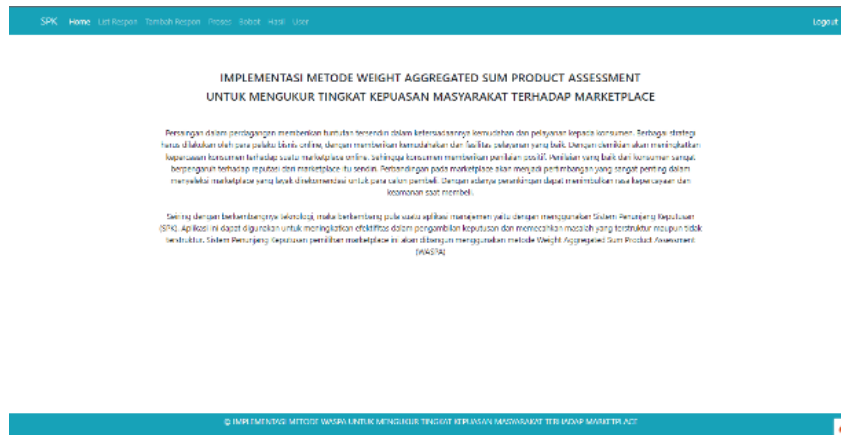 SPK Home List Respon Tambah Respon Proses Bobot Hasil User Logout
IMPLEMENTASI METODE WEIGHT AGGREGATED SUM PRODUCT ASSESSMENT
UNTUK MENGUKUR TINGKAT KEPUASAN MASYARAKAT TERHADAP MARKETPLACE
Persaingan dalam perdagangan memberikan tuntutan tersendiri dalam ketersediaannya kemudahan dan pelayanan kepada konsumen. Berbagai strategi
harus dilakukan oleh para pelaku bisnis online, dengan memberikan kemudahakan dan fasilitas pelayanan yang baik. Dengan demikian akan meningkatkan
kepercayaan konsumen terhadap suatu marketplace online. Sehingga konsumen memberikan penilaian positif. Penilaian yang baik dari konsumen sangat
berpengaruh terhadap reputasi dari marketplace itu sendiri. Perbandingan pada marketplace akan menjadi pertimbangan yang sangat penting dalam
menyeleksi marketplace yang layak direkomendasi untuk para calon pembeli. Dengan adanya perankingan dapat menimbulkan rasa kepercayaan dan
keamanan saat membeli.
Seiring dengan berkembangnya teknologi, maka berkembang pula suatu aplikasi manajemen yaitu dengan menggunakan Sistem Penunjang Keputusan
(SPK). Aplikasi ini dapat digunakan untuk meningkatkan efektifitas dalam pengambilan keputusan dan memecahkan masalah yang terstruktur maupun tidak
terstruktur. Sistem Penunjang Keputusan pemilihan marketplace ini akan dibangun menggunakan metode Weight Aggregated Sum Product Assessment
(WASPA)
© IMPLEMENTASI METODE WASPA UNTUK MENGUKUR TINGKAT KEPUASAN MASYARAKAT TERHADAP MARKETPLACE